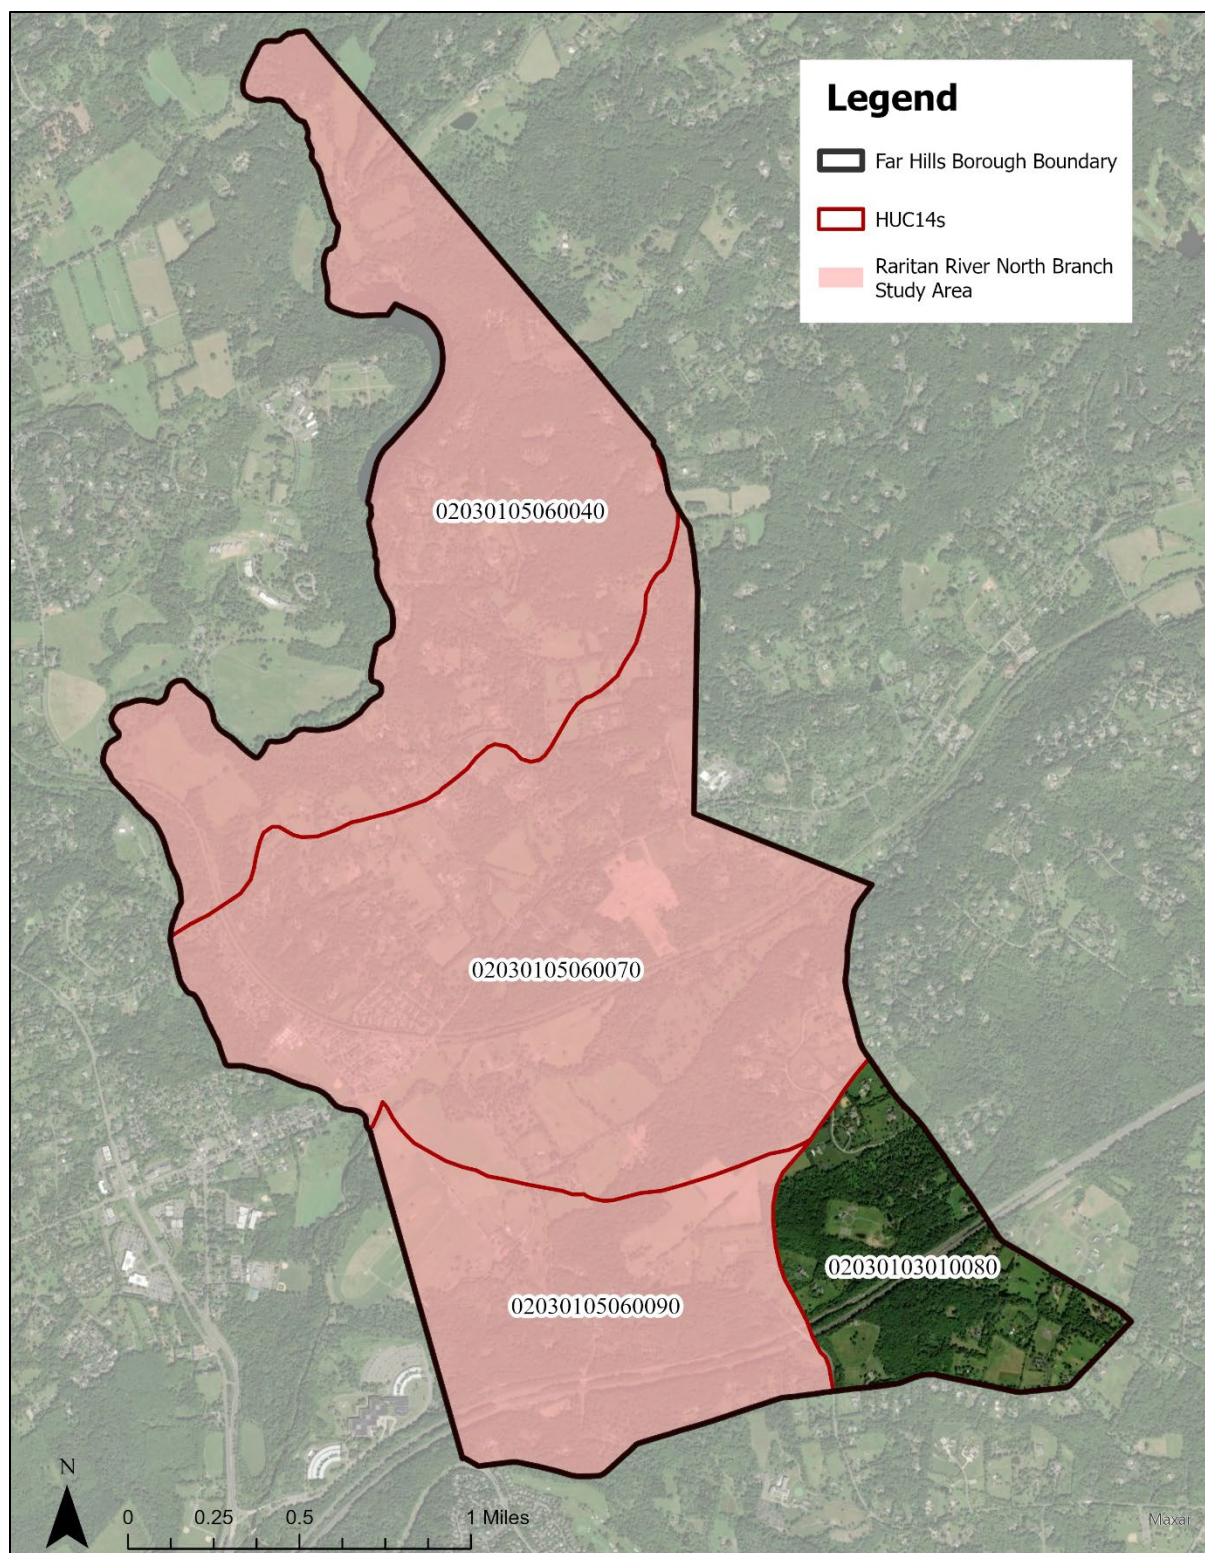 Legend
Far Hills Borough Boundary
HUC14s
Raritan River North Branch
Study Area
02030105060040
02030105060070
02030103010080
02030105060090
N
0 0.25 0.5 1 Miles
Maxar